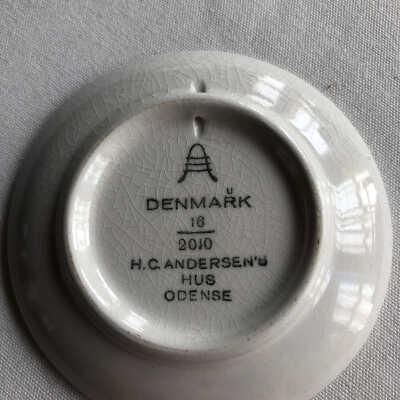 DENMARK
16
2010
H.C. ANDERSEN'S
HUS
ODENSE